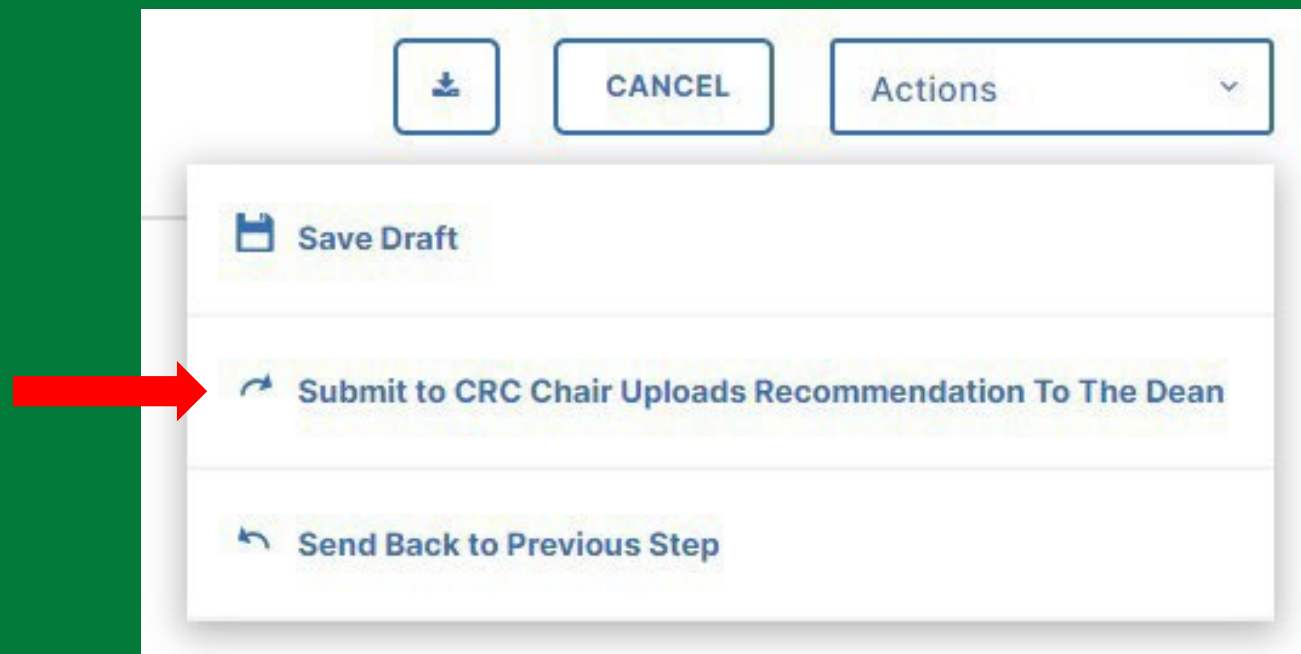 CANCEL
Actions
Save Draft
Submit to CRC Chair Uploads Recommendation To The Dean
Send Back to Previous Step